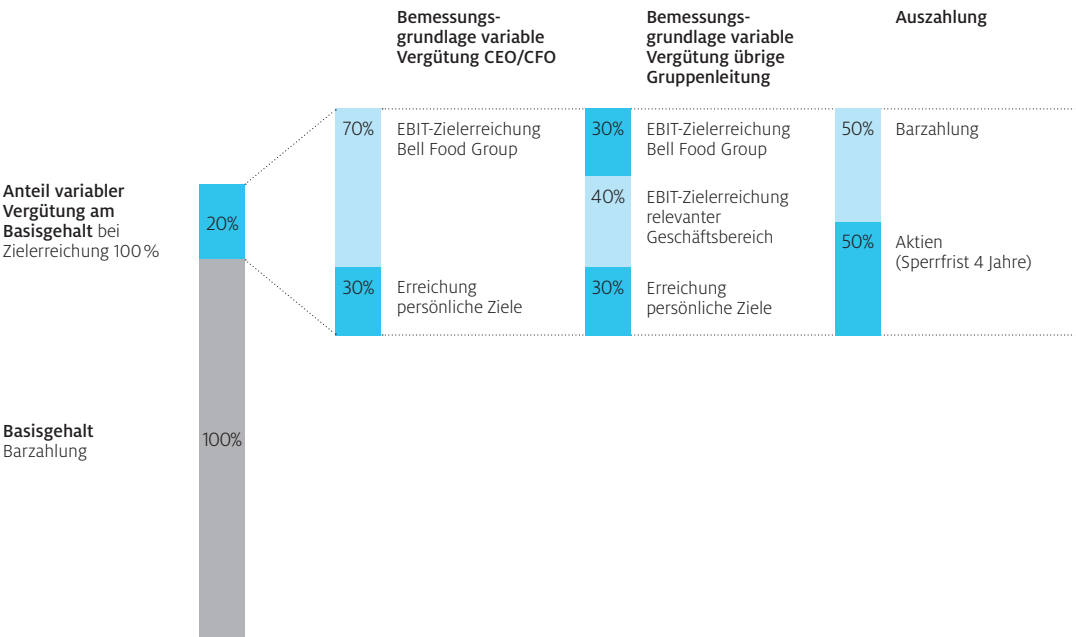 Bemessungs-
grundlage variable
Vergütung CEO/CFO
Bemessungs-
grundlage variable
Vergütung übrige
Gruppenleitung
Auszahlung
Anteil variabler
Vergütung am
Basisgehalt bei
Zielerreichung 100 %
20%
70%
EBIT-Zielerreichung
Bell Food Group
30%
Erreichung
persönliche Ziele
30%
EBIT-Zielerreichung
Bell Food Group
40%
EBIT-Zielerreichung
relevanter
Geschäftsbereich
30%
Erreichung
persönliche Ziele
50%
Barzahlung
50%
Aktien
(Sperrfrist 4 Jahre)
Basisgehalt
Barzahlung
100%